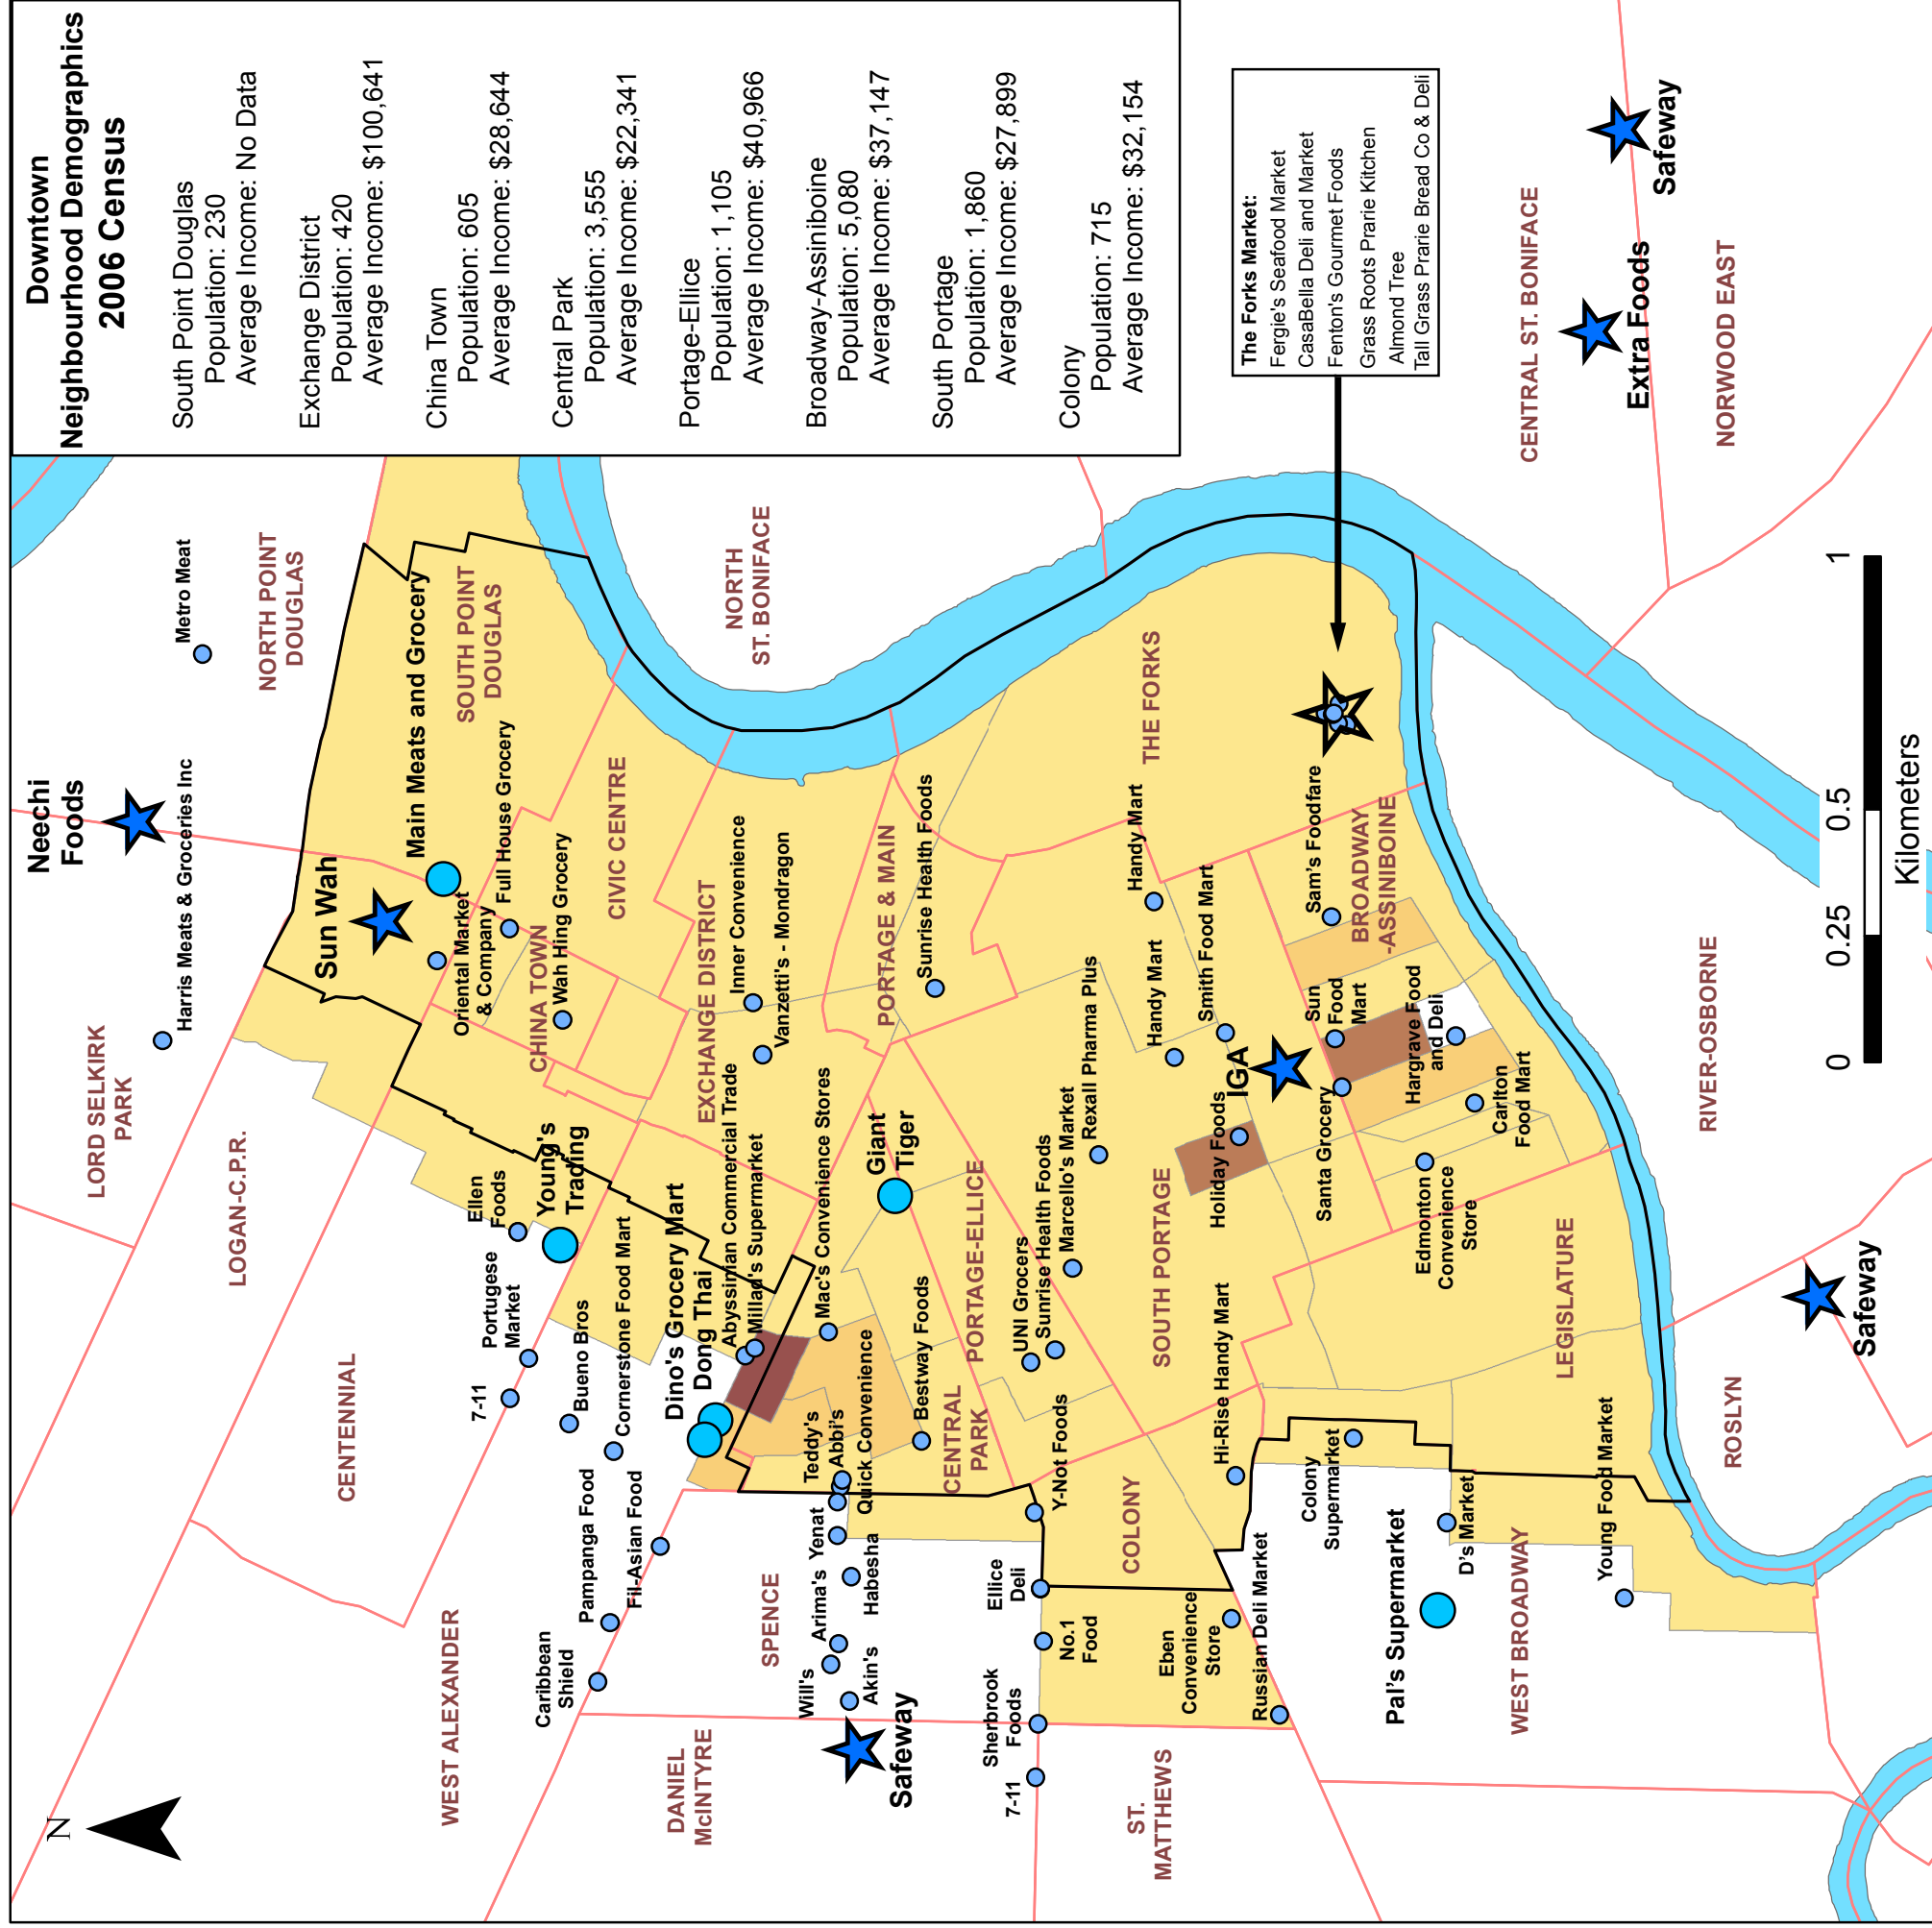 Downtown
Neighbourhood Demographics
2006 Census
South Point Douglas
Population: 230
Average Income: No Data
Exchange District
Population: 420
Average Income: $100,641
China Town
Population: 605
Average Income: $28,644
Central Park
Population: 3,555
Average Income: $22,341
Portage-Ellice
Population: 1,105
Average Income: $40,966
Broadway-Assiniboine
Population: 5,080
Average Income: $37,147
South Portage
Population: 1,860
Average Income: $27,899
Colony
Population: 715
Average Income: $32,154
N
Neechi
Foods
LORD SELKIRK
PARK
Harris Meats & Groceries Inc
Metro Meat
LOGAN-C.P.R.
NORTH POINT
DOUGLAS
CENTENNIAL
Sun Wah
Main Meats and Grocery
WEST ALEXANDER
SOUTH POINT
DOUGLAS
Oriental Market
& Company
Full House Grocery
7-11
Portugese
Market
Ellen
Foods
Young's
Trading
CHINA TOWN
Wah Hing Grocery
Caribbean
Shield
Pampanga Food
Bueno Bros
Cornerstone Food Mart
CIVIC CENTRE
Fil-Asian Food
DANIEL
McINTYRE
Dino's Grocery Mart
Dong Thai
EXCHANGE DISTRICT
Abyssinian Commercial Trade
Millad's Supermarket
Inner Convenience
Vanzetti's - Mondragon
NORTH
ST. BONIFACE
SPENCE
Will's
Arima's
Yenat
Teddy's
Abbi's
Mac's Convenience Stores
Akin's
Habesha
Quick Convenience
Giant
Tiger
PORTAGE & MAIN
Safeway
Bestway Foods
Sunrise Health Foods
CENTRAL
PARK
PORTAGE-ELLICE
Sherbrook
Foods
Ellice
Deli
7-11
UNI Grocers
Sunrise Health Foods
Marcello's Market
No.1
Food
Y-Not Foods
Rexall Pharma Plus
ST.
MATTHEWS
COLONY
SOUTH PORTAGE
Handy Mart
Handy Mart
THE FORKS
Eben
Convenience
Store
Hi-Rise Handy Mart
Holiday Foods
Smith Food Mart
IGA
Russian Deli Market
The Forks Market:
Fergie's Seafood Market
CasaBella Deli and Market
Fenton's Gourmet Foods
Grass Roots Prarie Kitchen
Almond Tree
Tall Grass Prarie Bread Co & Deli
Colony
Supermarket
Santa Grocery
Sun
Food
Mart
Sam's Foodfare
BROADWAY
-ASSINIBOINE
Pal's Supermarket
Edmonton
Convenience
Store
Hargrave Food
and Deli
D's Market
Carlton
Food Mart
WEST BROADWAY
LEGISLATURE
CENTRAL ST. BONIFACE
Young Food Market
Extra Foods
Safeway
ROSLYN
RIVER-OSBORNE
NORWOOD EAST
Safeway
0 0.25 0.5 1
Kilometers